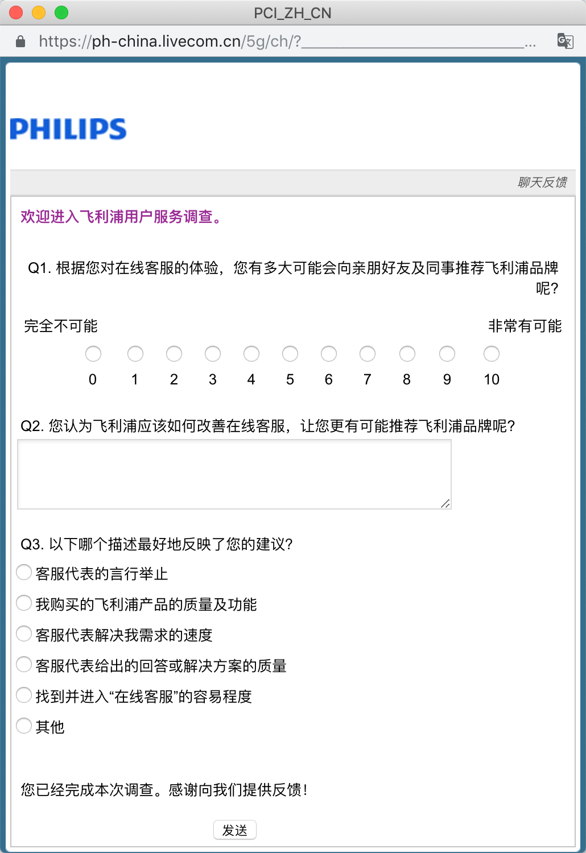 PCI_ZH_CN
https://ph-china.livecom.cn/5g/ch/?__________________________...
PHILIPS
聊天反馈
欢迎进入飞利浦用户服务调查。
Q1. 根据您对在线客服的体验，您有多大可能会向亲朋好友及同事推荐飞利浦品牌
呢?
完全不可能 非常有可能
0 1 2 3 4 5 6 7 8 9 10
Q2. 您认为飞利浦应该如何改善在线客服，让您更有可能推荐飞利浦品牌呢?
Q3. 以下哪个描述最好地反映了您的建议?
客服代表的言行举止
我购买的飞利浦产品的质量及功能
客服代表解决我需求的速度
客服代表给出的回答或解决方案的质量
找到并进入“在线客服”的容易程度
其他
您已经完成本次调查。感谢向我们提供反馈!
发送